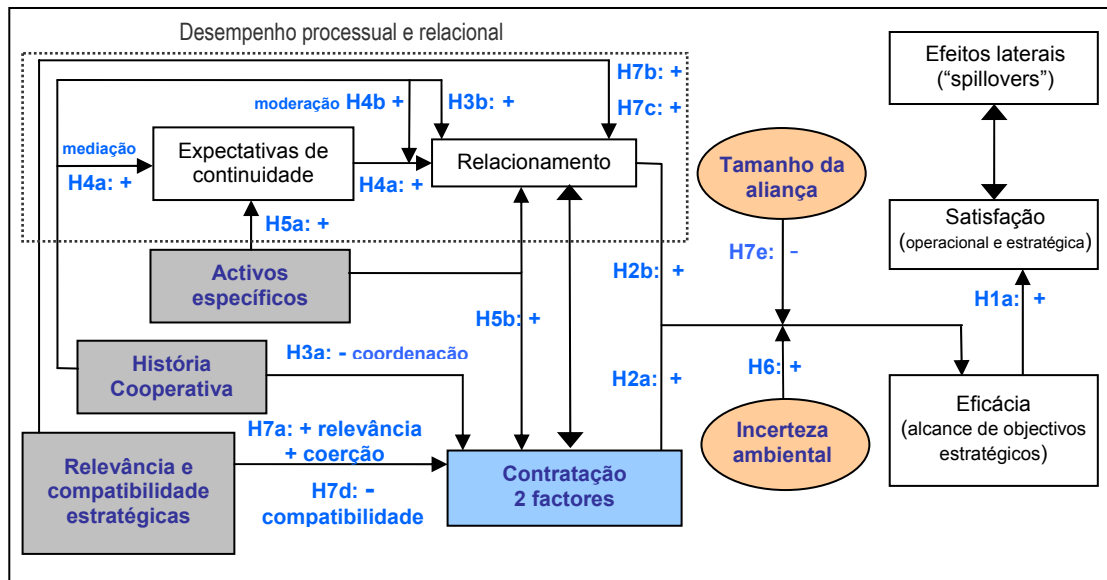 Desempenho processual e relacional
Efeitos laterais
(“spillovers”)
H7b: +
moderação H4b +
H3b: +
H7c: +
mediação
H4a: +
Expectativas de
continuidade
H4a: +
Relacionamento
Tamanho da
aliança
H5a: +
Satisfação
(operacional e estratégica)
Activos
específicos
H2b: +
H7e: -
H1a: +
H5b: +
História
Cooperativa
H3a: - coordenacão
H2a: +
H6: +
Eficácia
(alcance de objectivos
estratégicos)
H7a: + relevância
+ coerção
Incerteza
ambiental
Relevância e
compatibilidade
estratégicas
Contratação
2 factores
H7d: -
compatibilidade